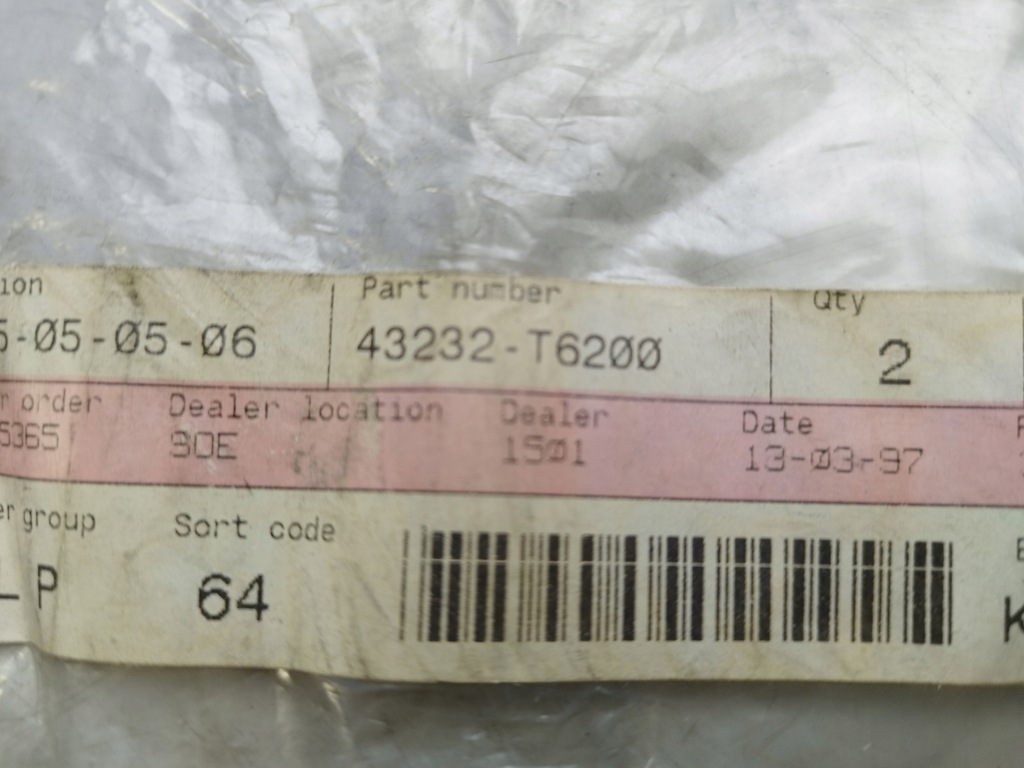 ion Part number Qty
5-05-05-06 43232-T6200 2
r order Dealer location Dealer Date
5365 90E 1501 13-03-97
er group Sort code
P 64 K